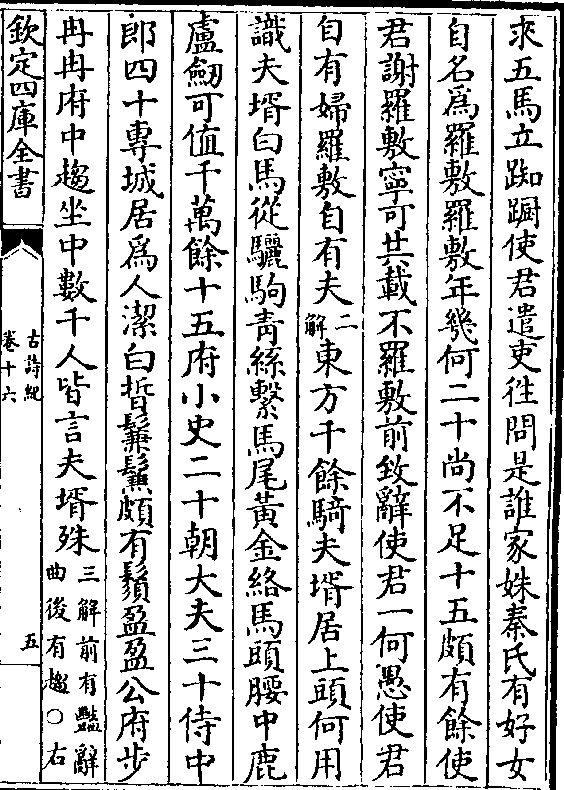 來五馬立踟躕使君遣吏徃問是誰家姝秦氏有好女
自名爲羅敷羅敷年幾何二十尚不足十五頗有餘使
君謝羅敷寧可共載不羅敷前致辭使君一何愚使君
自有婦羅敷自有夫二解東方千餘騎夫壻居上頭何用
識夫壻白馬從驪駒靑絲繫馬尾黃金絡馬頭腰中鹿
盧劒可值千萬餘十五府小史二十朝大夫三十侍中
郎四十專城居爲人潔白晳鬑鬑頗有鬚盈盈公府步
冉冉府中趨坐中數千人皆言夫壻殊三解前有豔辭曲後有趨○右
欽定四庫全書
古詩紀
卷十六
五